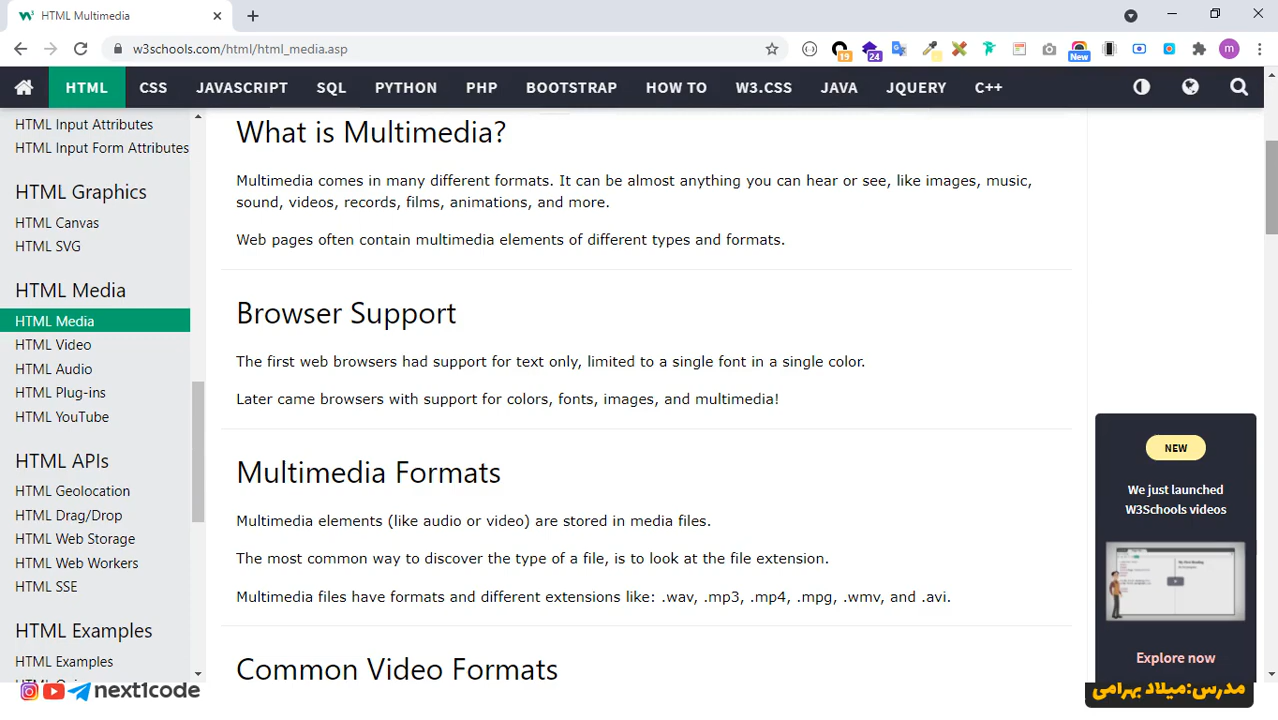 HTML Multimedia
w3schools.com/html/html_media.asp
19
24
New
m
HTML
CSS
JAVASCRIPT
SQL
PYTHON
PHP
BOOTSTRAP
HOW TO
W3.CSS
JAVA
JQUERY
C++
HTML Input Attributes
HTML Input Form Attributes
HTML Graphics
HTML Canvas
HTML SVG
HTML Media
HTML Media
HTML Video
HTML Audio
HTML Plug-ins
HTML YouTube
HTML APIs
HTML Geolocation
HTML Drag/Drop
HTML Web Storage
HTML Web Workers
HTML SSE
HTML Examples
HTML Examples
What is Multimedia?
Multimedia comes in many different formats. It can be almost anything you can hear or see, like images, music,
sound, videos, records, films, animations, and more.
Web pages often contain multimedia elements of different types and formats.
Browser Support
The first web browsers had support for text only, limited to a single font in a single color.
Later came browsers with support for colors, fonts, images, and multimedia!
Multimedia Formats
Multimedia elements (like audio or video) are stored in media files.
The most common way to discover the type of a file, is to look at the file extension.
Multimedia files have formats and different extensions like: .wav, .mp3, .mp4, .mpg, .wmv, and .avi.
Common Video Formats
NEW
We just launched
W3Schools videos
Explore now
next1code
مدرس:میلاد بهرامی